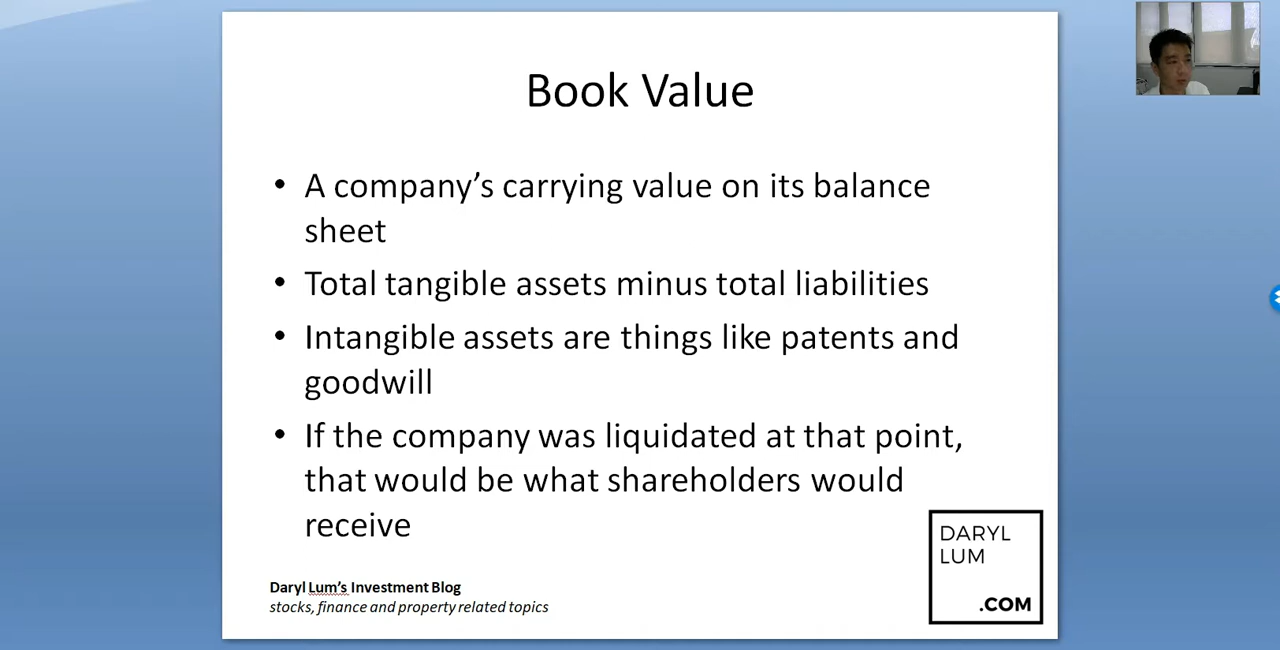 Book Value
• A company's carrying value on its balance
sheet
• Total tangible assets minus total liabilities
• Intangible assets are things like patents and
goodwill
• If the company was liquidated at that point,
that would be what shareholders would
receive
Daryl Lum's Investment Blog
stocks, finance and property related topics
DARYL
LUM
.COM